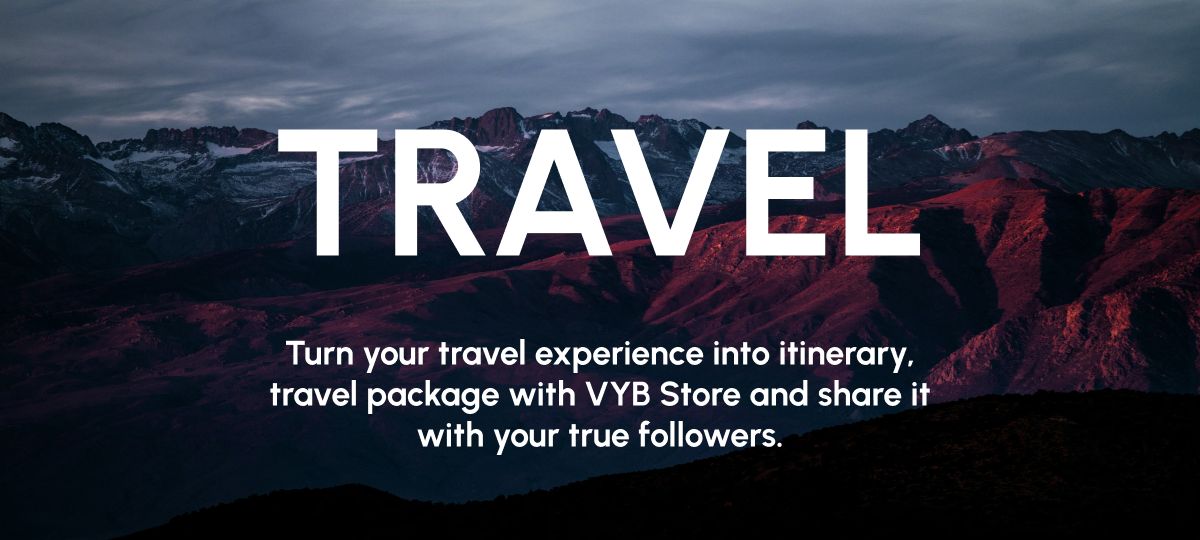 TRAVEL
Turn your travel experience into itinerary,
travel package with VYB Store and share it
with your true followers.